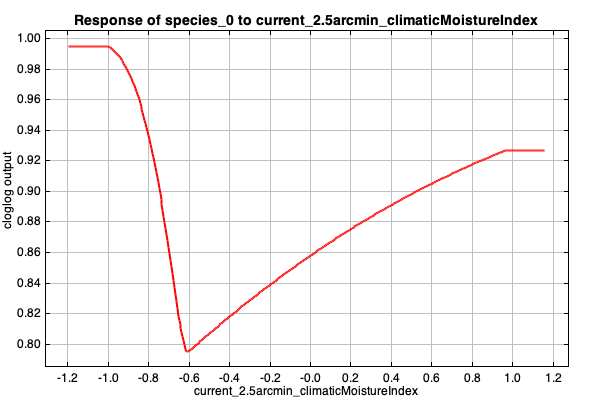 Response of species_0 to current_2.5arcmin_climaticMoistureIndex
1.00
0.98
0.96
0.94
0.92
0.90
0.88
0.86
0.84
0.82
0.80
cloglog output
-1.2 -1.0 -0.8 -0.6 -0.4 -0.2 -0.0 0.2 0.4 0.6 0.8 1.0 1.2
current_2.5arcmin_climaticMoistureIndex